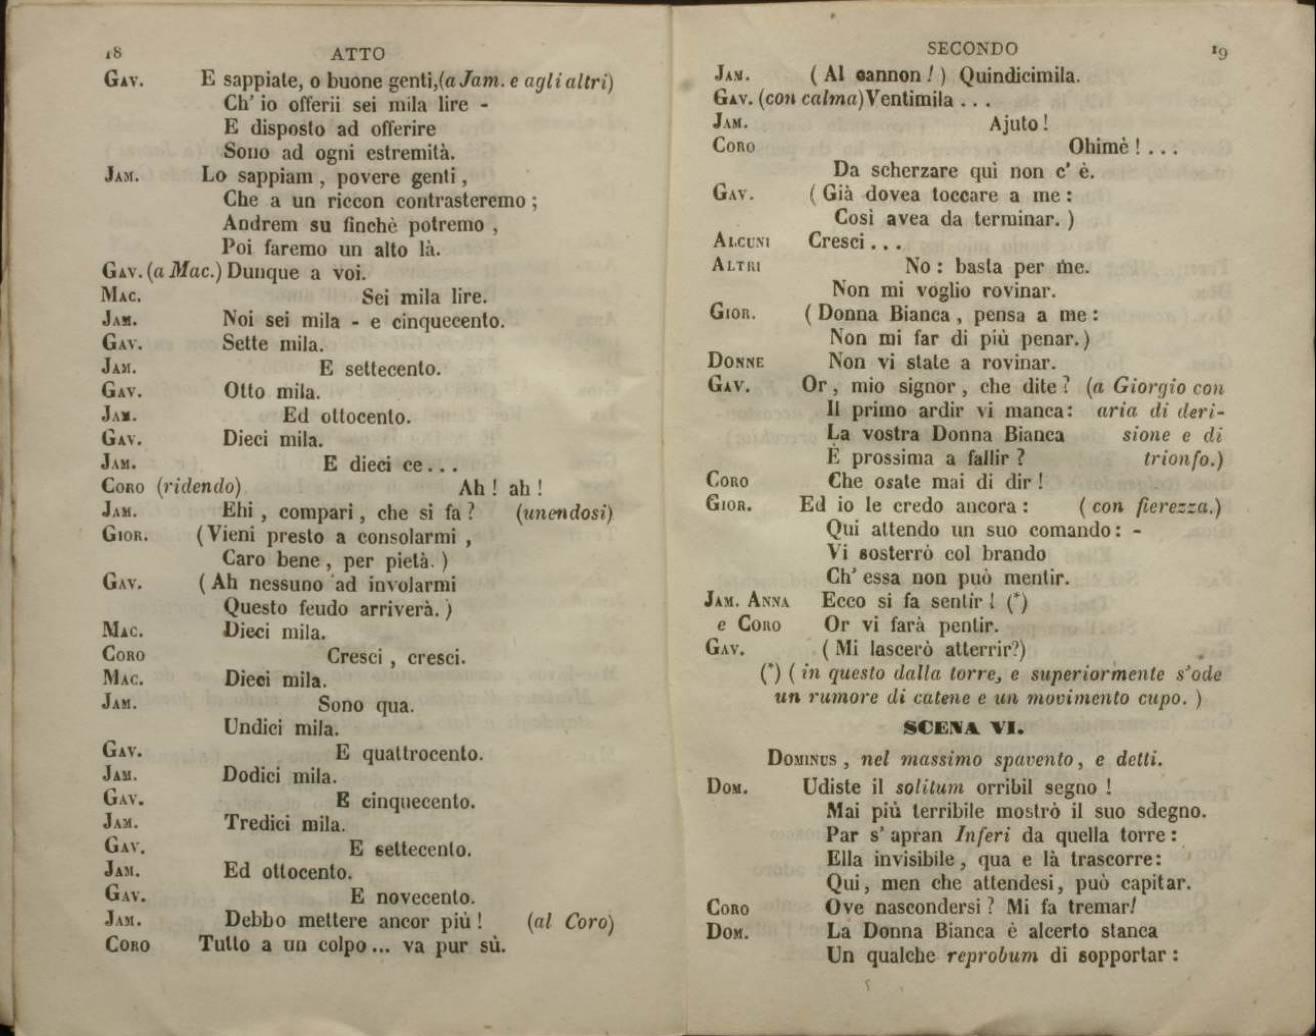 18 ATTO
GAV. E sappiate, o buone genti, (a Jam. e agli altri)
Ch' io offerii sei mila lire -
E disposto ad offerire
Sono ad ogni estremità.
JAM. Lo sappiam, povere genti,
Che a un riccon contrasteremo;
Andrem su finchè potremo,
Poi faremo un alto là.
GAV. (a Mac.) Dunque a voi.
MAC. Sei mila lire.
JAM. Noi sei mila - e cinquecento.
GAV. Sette mila.
JAM. E settecento.
GAV. Otto mila.
JAM. Ed ottocento.
GAV. Dieci mila.
JAM. E dieci ce...
CORO (ridendo) Ah! ah!
JAM. Ehi, compari, che si fa? (unendosi)
GIOR. (Vieni presto a consolarmi,
Caro bene, per pietà.)
GAV. (Ah nessuno ad involarmi
Questo feudo arriverà.)
MAC. Dieci mila.
CORO Cresci, cresci.
MAC. Dieci mila.
JAM. Sono qua.
Undici mila.
GAV. E quattrocento.
JAM. Dodici mila.
GAV. E cinquecento.
JAM. Tredici mila.
GAV. E settecento.
JAM. Ed ottocento.
GAV. E novecento.
JAM. Debbo mettere ancor più! (al Coro)
CORO Tutto a un colpo... va pur sù.
SECONDO 19
JAM. (Al cannon!) Quindicimila.
GAV. (con calma) Ventimila...
JAM. Ajuto!
CORO Ohimè!...
Da scherzare quì non c' è.
GAV. (Già dovea toccare a me:
Così avea da terminar.)
ALCUNI Cresci...
ALTRI No: basta per me.
Non mi voglio rovinar.
GIOR. (Donna Bianca, pensa a me:
Non mi far di più penar.)
DONNE Non vi state a rovinar.
GAV. Or, mio signor, che dite? (a Giorgio con
Il primo ardir vi manca: aria di deri-
La vostra Donna Bianca sione e di
È prossima a fallir? trionfo.)
CORO Che osate mai di dir!
GIOR. Ed io le credo ancora: (con fierezza.)
Qui attendo un suo comando: -
Vi sosterrò col brando
Ch' essa non può mentir.
JAM. ANNA Ecco si fa sentir! (*)
e CORO Or vi farà pentir.
GAV. (Mi lascerò atterrir?)
(*) (in questo dalla torre, e superiormente s'ode
un rumore di catene e un movimento cupo.)
SCENA VI.
DOMINUS, nel massimo spavento, e detti.
DOM. Udiste il solitum orribil segno!
Mai più terribile mostrò il suo sdegno.
Par s' apran Inferi da quella torre:
Ella invisibile, qua e là trascorre:
Qui, men che attendesi, può capitar.
CORO Ove nascondersi? Mi fa tremar!
DOM. La Donna Bianca è alcerto stanca
Un qualche reprobum di sopportar: